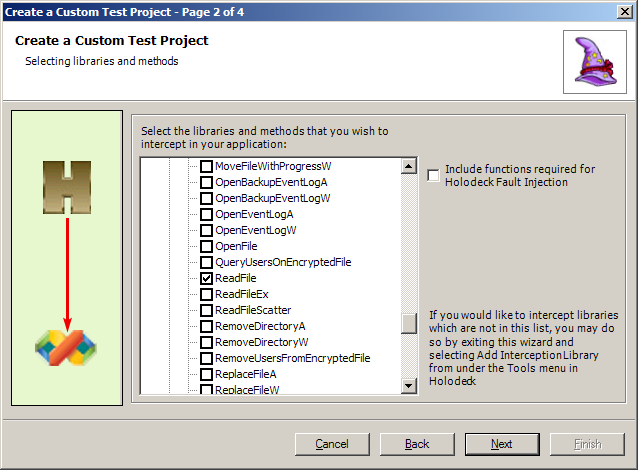 Create a Custom Test Project - Page 2 of 4
Create a Custom Test Project
Selecting libraries and methods
Select the libraries and methods that you wish to
intercept in your application:
MoveFileWithProgressW
OpenBackupEventLogA
OpenBackupEventLogW
OpenEventLogA
OpenEventLogW
OpenFile
QueryUsersOnEncryptedFile
ReadFile
ReadFileEx
ReadFileScatter
RemoveDirectoryA
RemoveDirectoryW
RemoveUsersFromEncryptedFile
ReplaceFileA
ReplaceFileW
Include functions required for
Holodeck Fault Injection
If you would like to intercept libraries
which are not in this list, you may do
so by exiting this wizard and
selecting Add Interception Library
from under the Tools menu in
Holodeck
H
Cancel
Back
Next
Finish